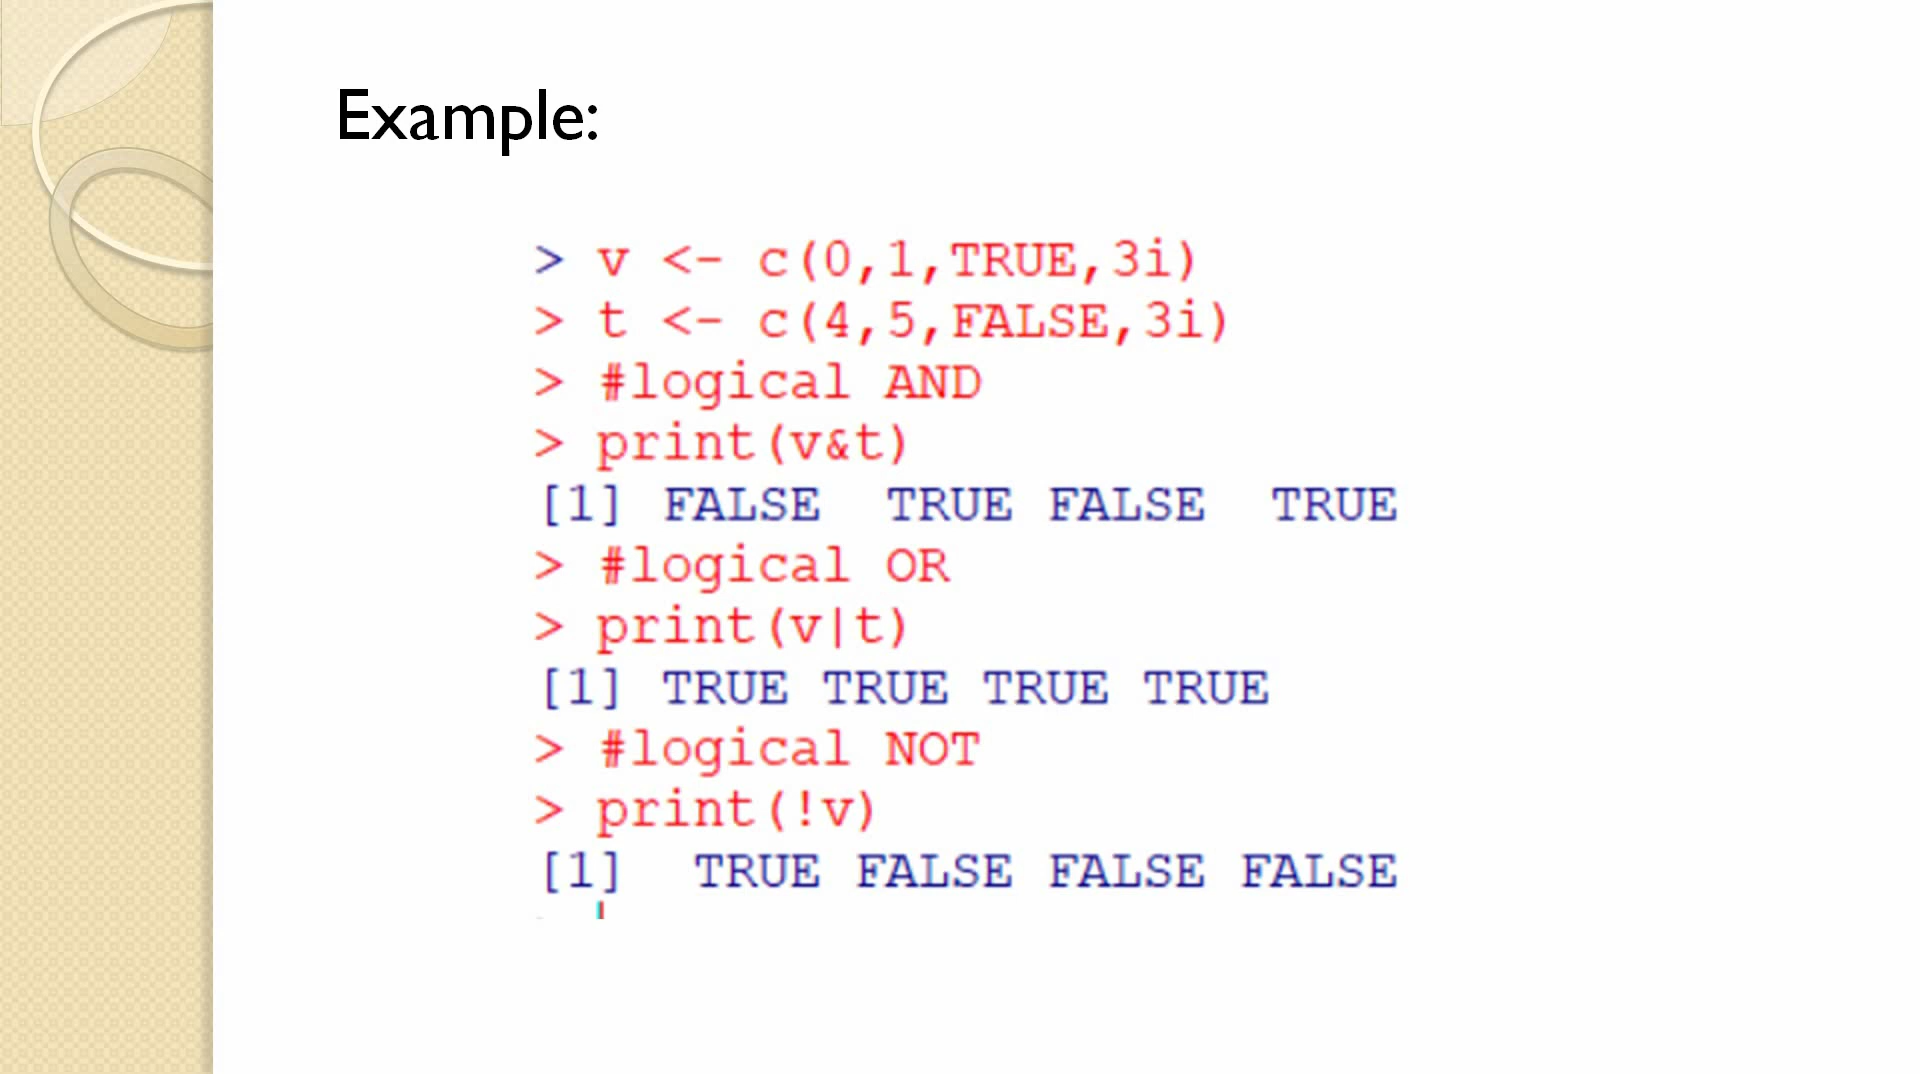 Example:
> v <- c(0,1,TRUE,3i)
> t <- c(4,5,FALSE,3i)
> #logical AND
> print(v&t)
[1] FALSE  TRUE FALSE  TRUE
> #logical OR
> print(v|t)
[1] TRUE TRUE TRUE TRUE
> #logical NOT
> print(!v)
[1]  TRUE FALSE FALSE FALSE